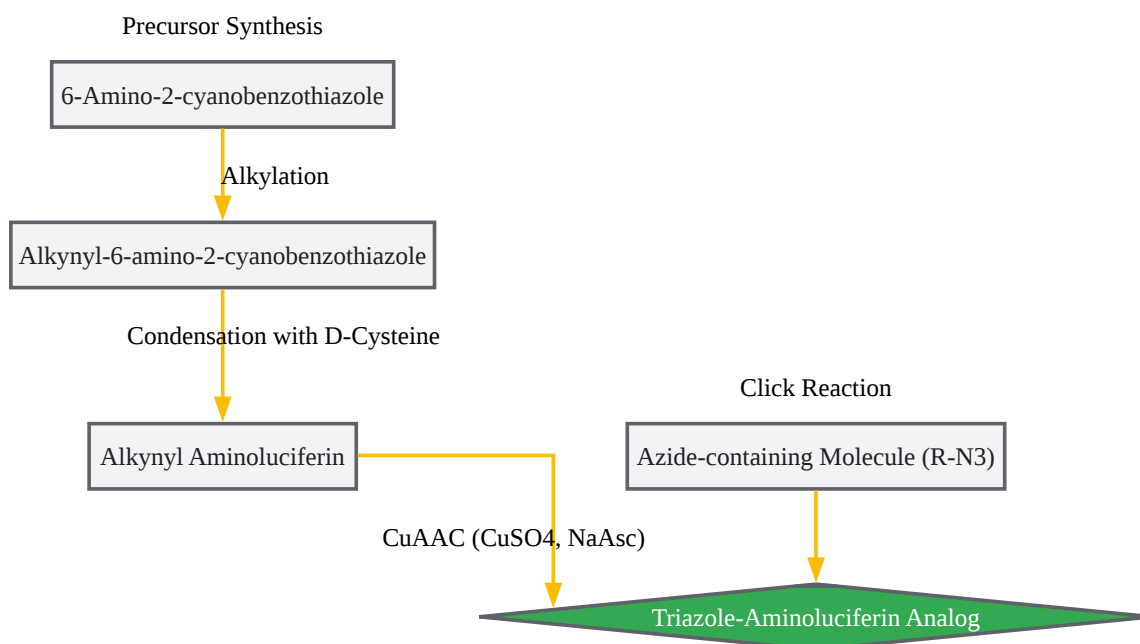 Precursor Synthesis
6-Amino-2-cyanobenzothiazole
Alkylation
Alkynyl-6-amino-2-cyanobenzothiazole
Condensation with D-Cysteine
Click Reaction
Alkynyl Aminoluciferin
Azide-containing Molecule (R-N3)
CuAAC (CuSO4, NaAsc)
Triazole-Aminoluciferin Analog